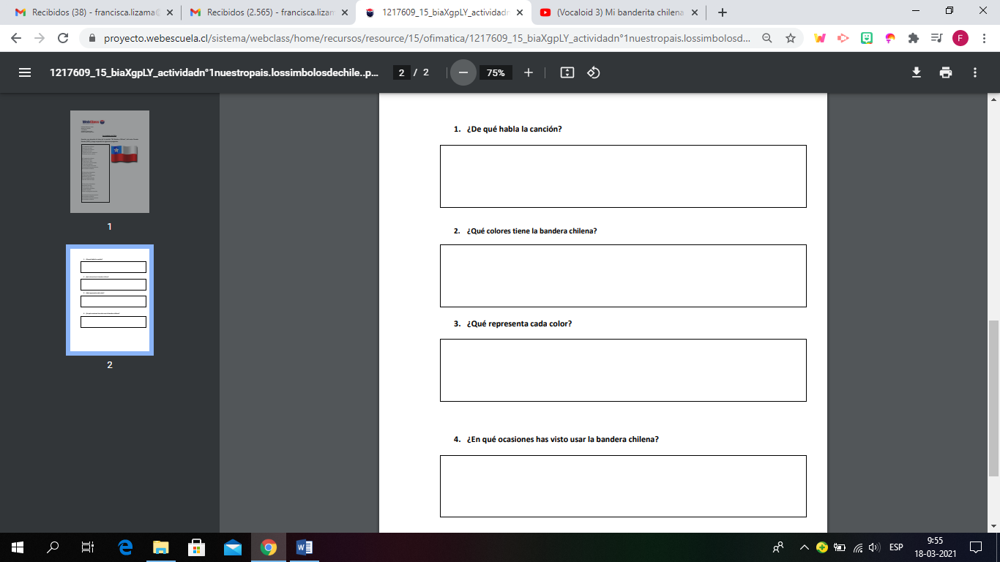 Recibidos (38) - francisca.lizama@
Recibidos (2.565) - francisca.lizam
1217609_15_biaXgpLY_actividadn
(Vocaloid 3) Mi banderita chilena
proyecto.webescuela.cl/sistema/webclass/home/recursos/resource/15/ofimatica/1217609_15_biaXgpLY_actividadn°1nuestropais.lossimbolosd...
F
1217609_15_biaXgpLY_actividadn°1nuestropais.lossimbolosdechile..p...
2 / 2
75%
1
2
1. ¿De qué habla la canción?
2. ¿Qué colores tiene la bandera chilena?
3. ¿Qué representa cada color?
4. ¿En qué ocasiones has visto usar la bandera chilena?
ESP
9:55
18-03-2021